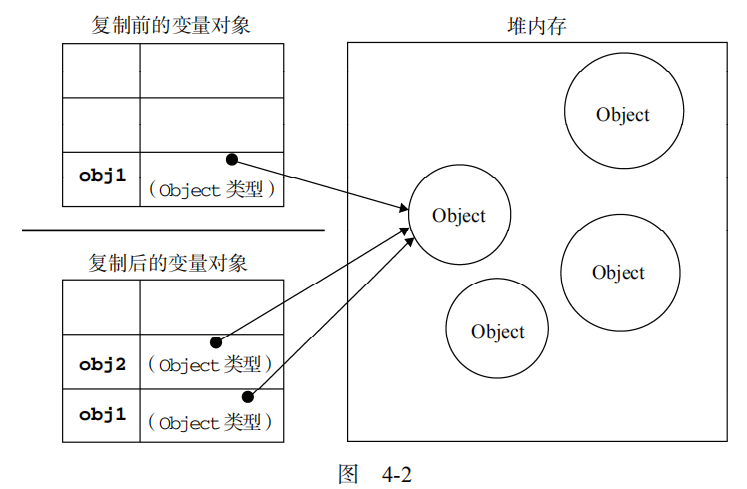 复制前的变量对象
obj1
（Object 类型）
复制后的变量对象
obj2
（Object 类型）
obj1
（Object 类型）
堆内存
Object
Object
Object
Object
图 4-2